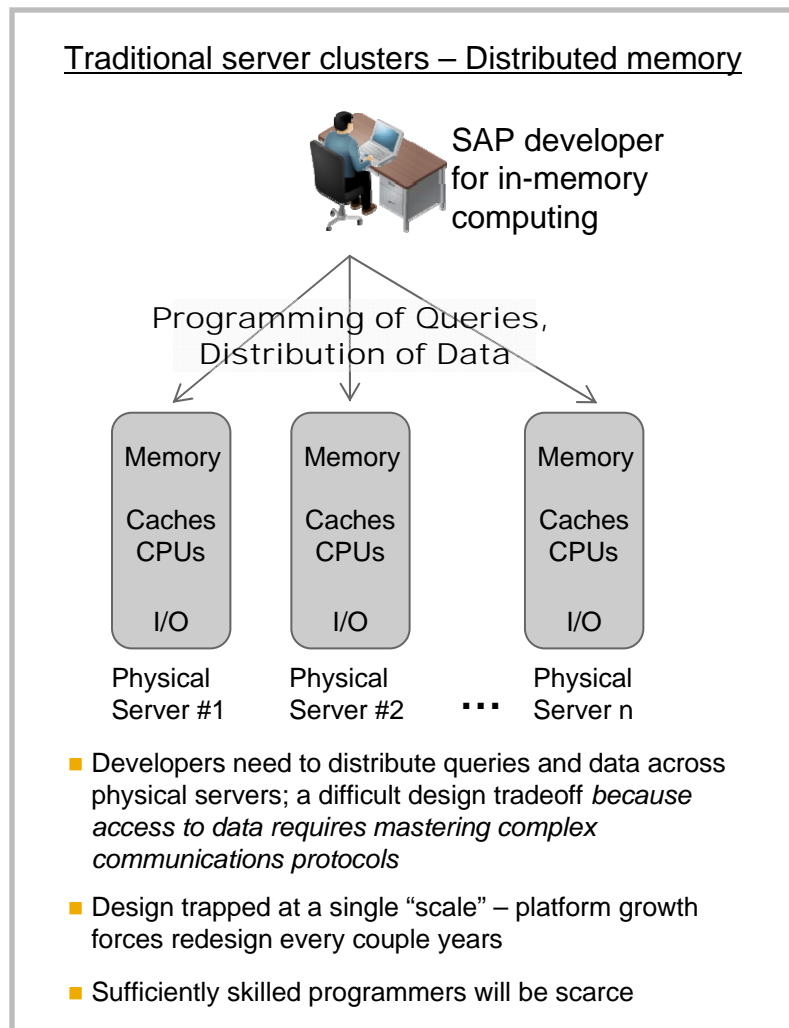 Traditional server clusters – Distributed memory
SAP developer
for in-memory
computing
Programming of Queries,
Distribution of Data
Memory
Caches
CPUs
I/O
Memory
Caches
CPUs
I/O
Memory
Caches
CPUs
I/O
Physical
Server #1
Physical
Server #2
...
Physical
Server n
Developers need to distribute queries and data across
physical servers; a difficult design tradeoff because
access to data requires mastering complex
communications protocols
Design trapped at a single “scale” – platform growth
forces redesign every couple years
Sufficiently skilled programmers will be scarce